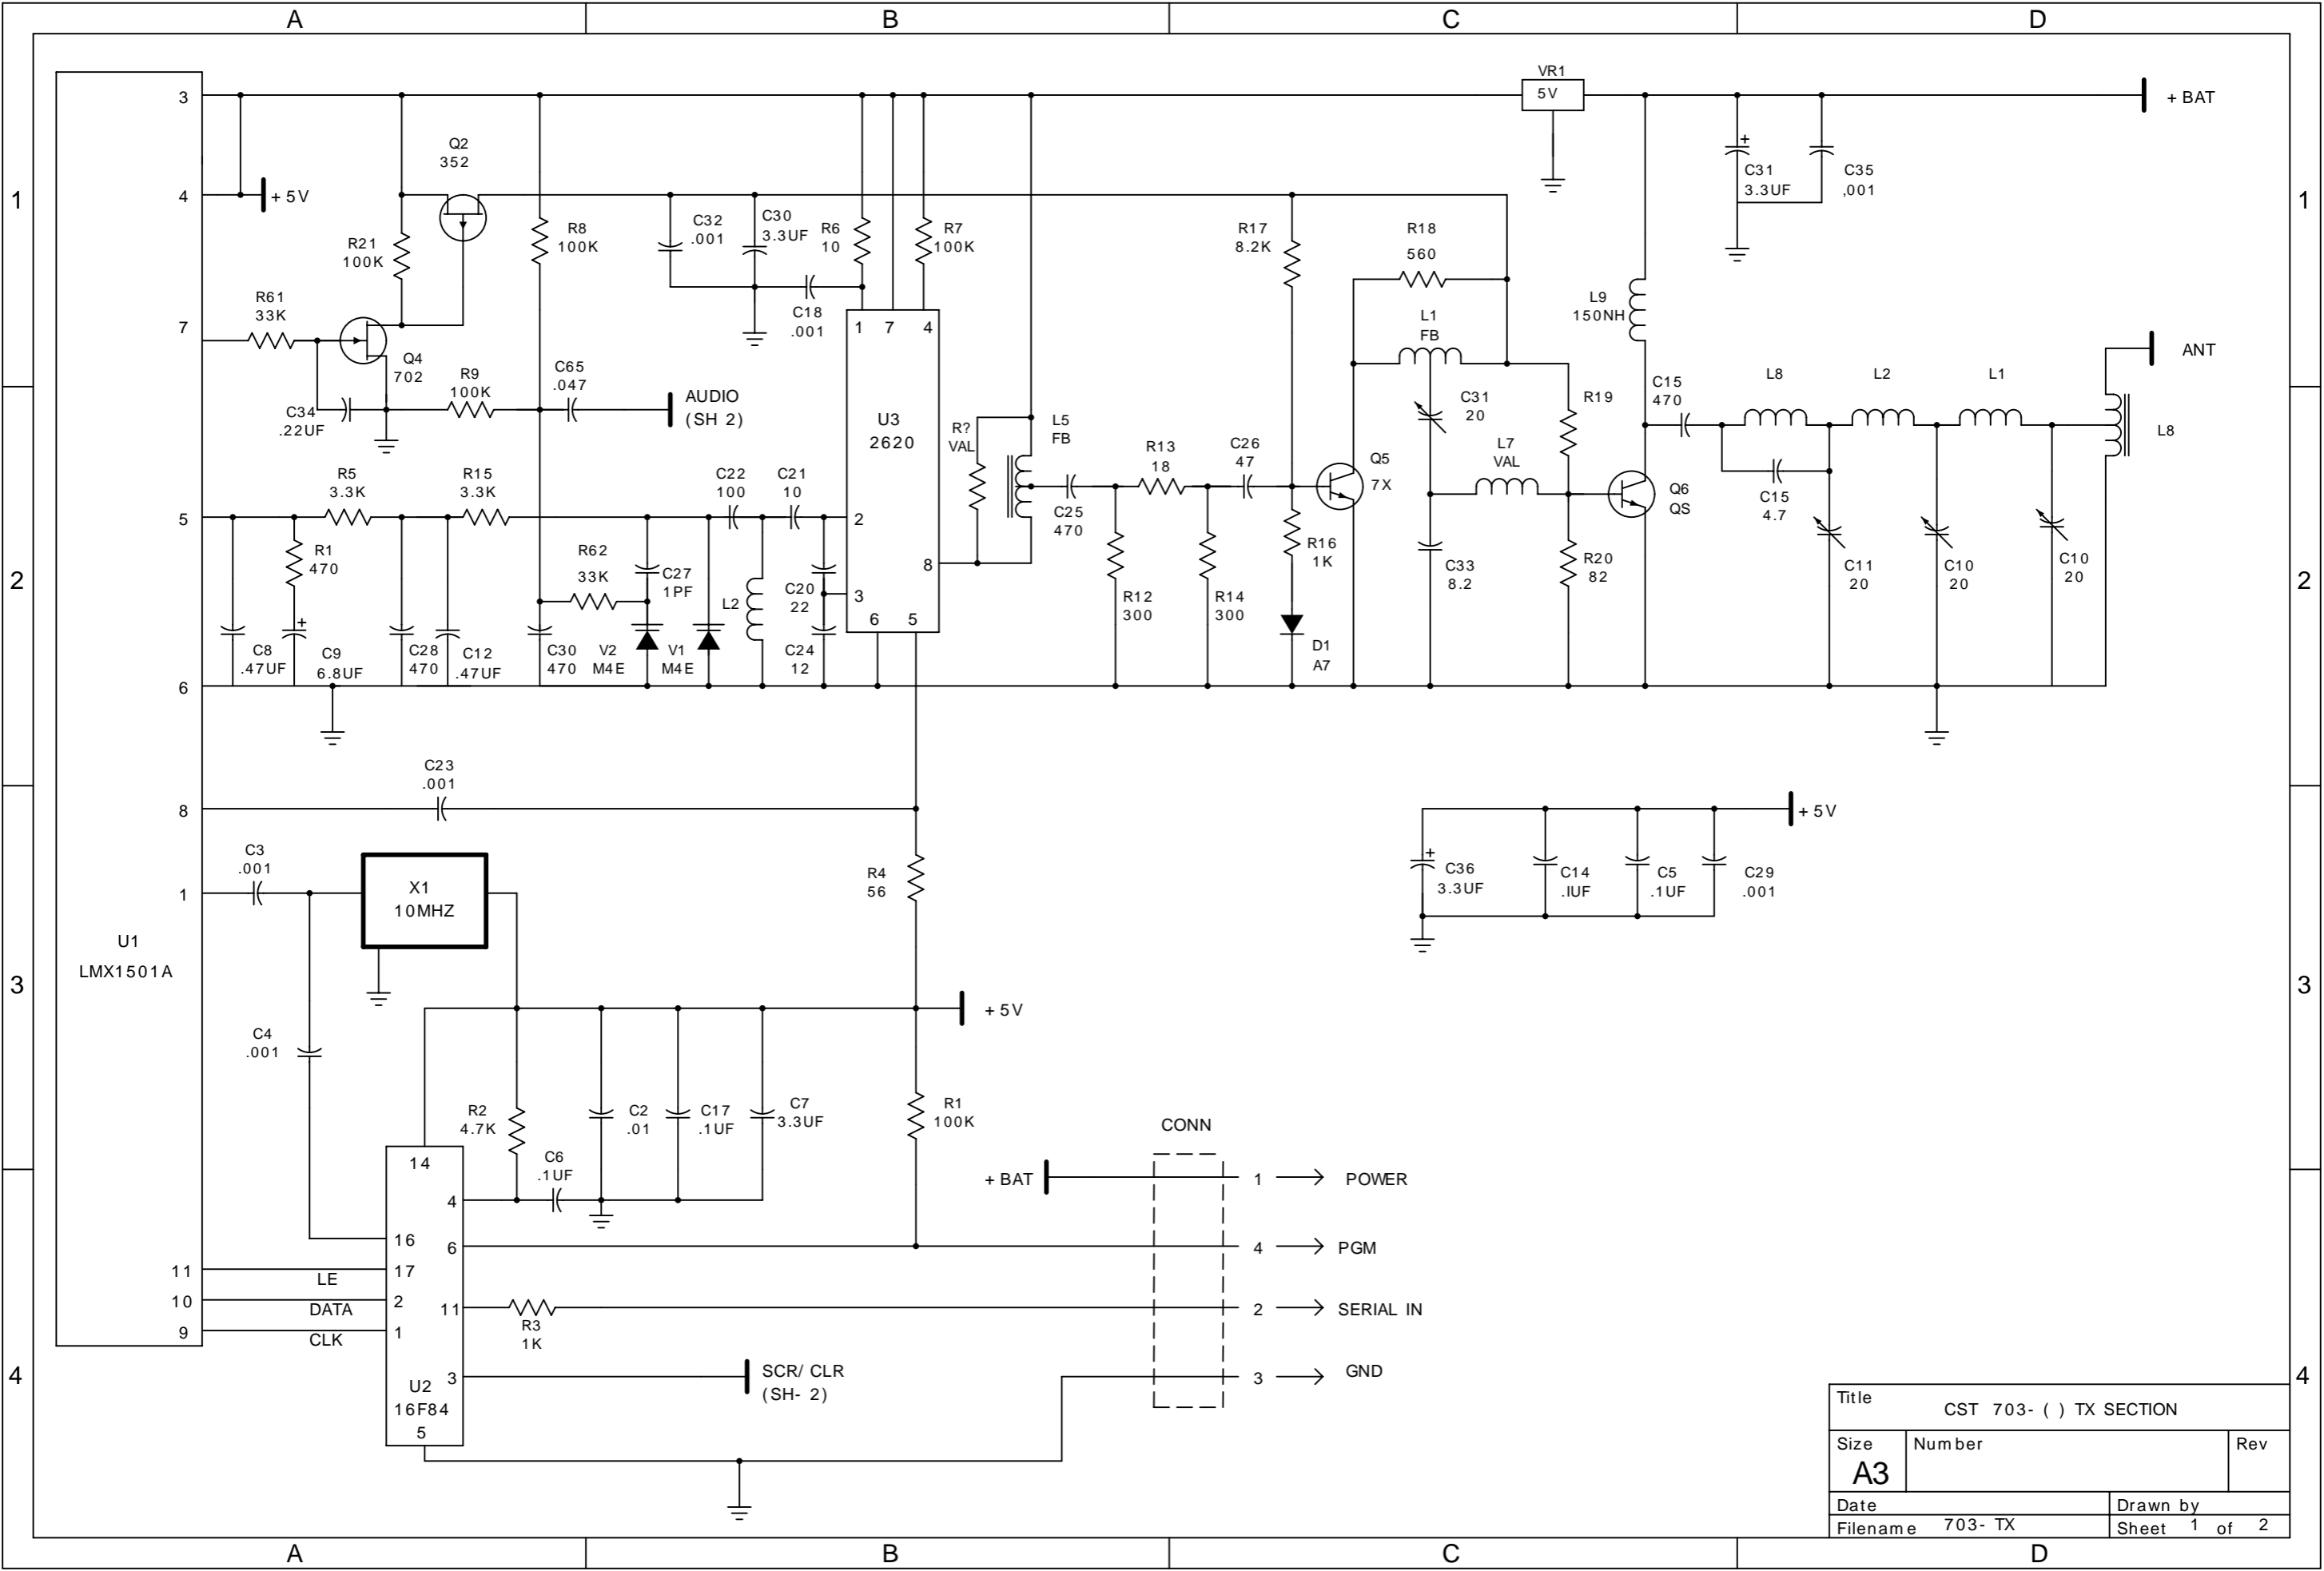 A
B
C
D
1
2
3
4
1
2
3
4
A
B
C
D
3
4
7
5
6
8
1
U1
LMX1501A
11
10
9
+5V
Q2
352
R21
100K
R61
33K
Q4
702
C34
.22UF
R8
100K
R9
100K
C65
.047
AUDIO
(SH 2)
C32
.001
C30
3.3UF
C18
.001
R6
10
R7
100K
1
7
4
U3
2620
2
3
8
6
5
R5
3.3K
R15
3.3K
R1
470
C8
.47UF
C9
6.8UF
C28
470
C12
.47UF
C30
470
R62
33K
C27
1PF
V2
M4E
V1
M4E
C22
100
C21
10
L2
C20
22
C24
12
R?
VAL
L5
FB
C25
470
R13
18
R12
300
R14
300
C26
47
R17
8.2K
R16
1K
D1
A7
Q5
7X
R18
560
L1
FB
C31
20
L7
VAL
C33
8.2
R19
R20
82
VR1
5V
L9
150NH
Q6
QS
C31
3.3UF
C35
,001
+BAT
ANT
C15
470
L8
L2
L1
L8
C15
4.7
C11
20
C10
20
C10
20
C23
.001
C3
.001
X1
10MHZ
C4
.001
R4
56
+5V
C36
3.3UF
C14
.IUF
C5
.1UF
C29
.001
+5V
R2
4.7K
C6
.1UF
C2
.01
C17
.1UF
C7
3.3UF
R1
100K
14
4
16
6
17
2
11
1
3
U2
16F84
5
LE
DATA
CLK
R3
1K
SCR/ CLR
(SH- 2)
CONN
+BAT
1
POWER
4
PGM
2
SERIAL IN
3
GND
Title
CST 703- ( ) TX SECTION
Size
A3
Number
Rev
Date
Drawn by
Filename 703- TX
Sheet 1 of 2